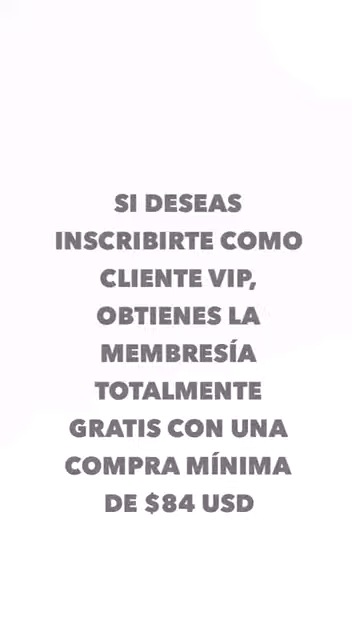 SI DESEAS
INSCRIBIRTE COMO
CLIENTE VIP,
OBTIENES LA
MEMBRESÍA
TOTALMENTE
GRATIS CON UNA
COMPRA MÍNIMA
DE $84 USD